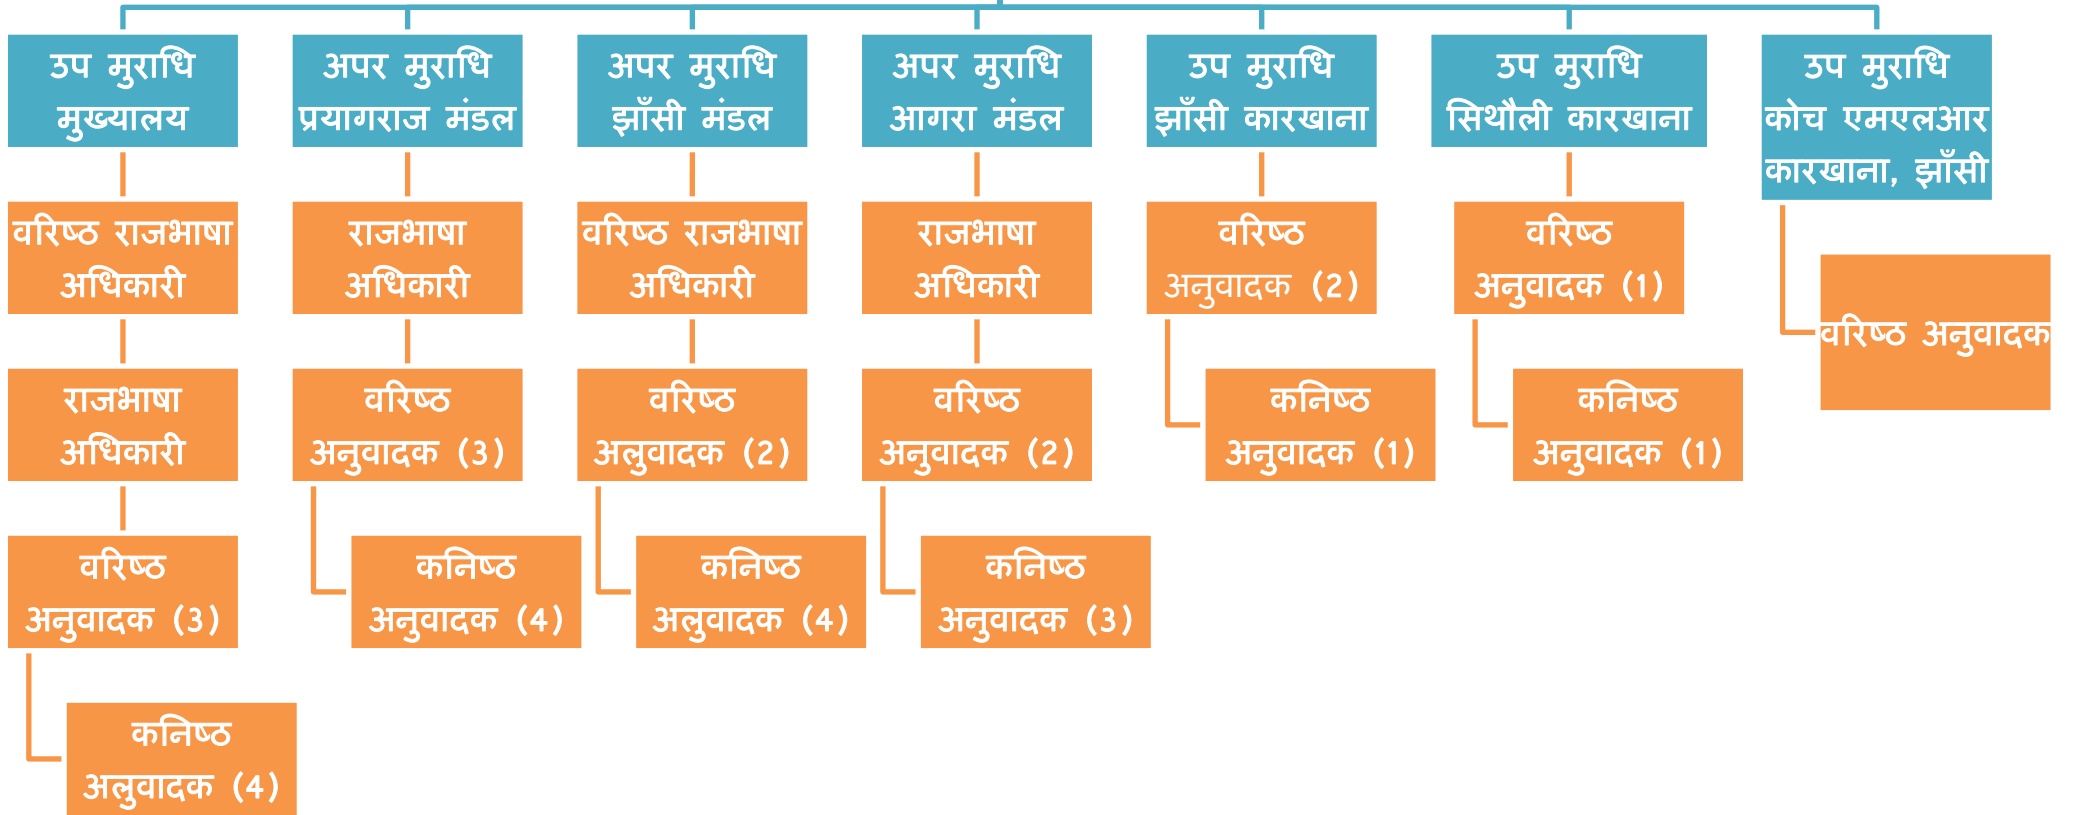 उप मुराधि
मुख्यालय
वरिष्ठ राजभाषा
अधिकारी
राजभाषा
अधिकारी
वरिष्ठ
अनुवादक (3)
कनिष्ठ
अलुवादक (4)
अपर मुराधि
प्रयागराज मंडल
राजभाषा
अधिकारी
वरिष्ठ
अनुवादक (3)
कनिष्ठ
अनुवादक (4)
अपर मुराधि
झाँसी मंडल
वरिष्ठ राजभाषा
अधिकारी
वरिष्ठ
अलुवादक (2)
कनिष्ठ
अलुवादक (4)
अपर मुराधि
आगरा मंडल
राजभाषा
अधिकारी
वरिष्ठ
अनुवादक (2)
कनिष्ठ
अनुवादक (3)
उप मुराधि
झाँसी कारखाना
वरिष्ठ
अनुवादक (2)
कनिष्ठ
अनुवादक (1)
उप मुराधि
सिथौली कारखाना
वरिष्ठ
अनुवादक (1)
कनिष्ठ
अनुवादक (1)
उप मुराधि
कोच एमएलआर
कारखाना, झाँसी
वरिष्ठ अनुवादक